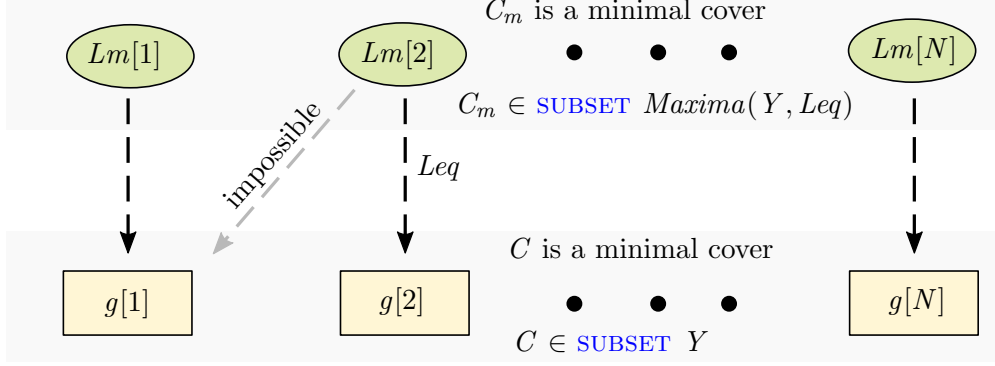 C_m is a minimal cover
Lm[1] Lm[2] Lm[N]
C_m ∈ SUBSET Maxima(Y, Leq)
impossible
Leq
C is a minimal cover
g[1] g[2] g[N]
C ∈ SUBSET Y